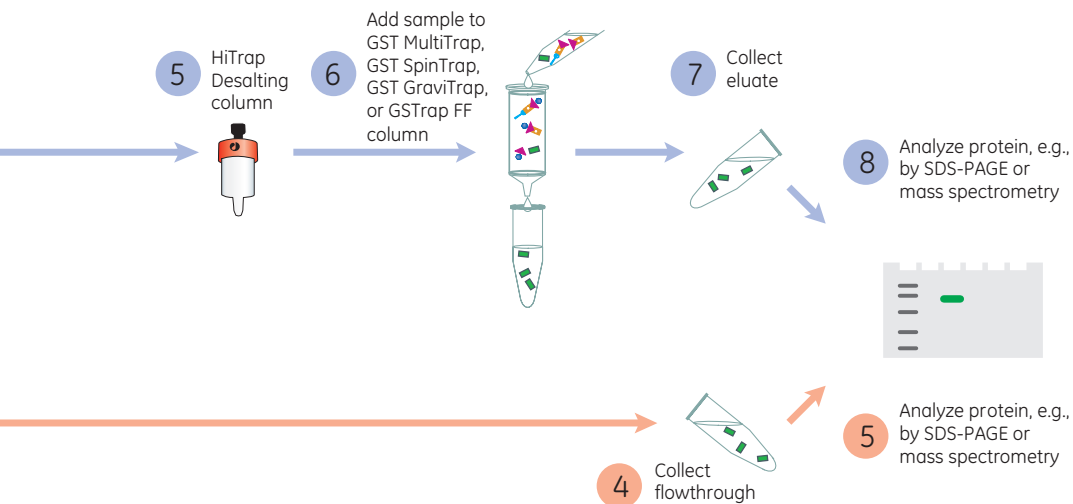 5
HiTrap
Desalting
column
6
Add sample to
GST MultiTrap,
GST SpinTrap,
GST GraviTrap,
or GSTrap FF
column
7
Collect
eluate
8
Analyze protein, e.g.,
by SDS-PAGE or
mass spectrometry
4
Collect
flowthrough
5
Analyze protein, e.g.,
by SDS-PAGE or
mass spectrometry